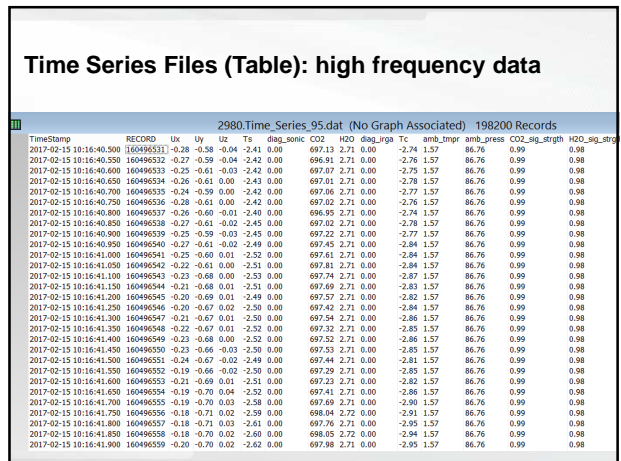 Time Series Files (Table): high frequency data
2980.Time_Series_95.dat (No Graph Associated) 198200 Records
TimeStamp RECORD Ux Uy Uz Ts diag_sonic CO2 H2O diag_irga Tc amb_tmpr amb_press CO2_sig_strgth H2O_sig_strgt
2017-02-15 10:16:40.500 160496531 -0.28 -0.58 -0.04 -2.41 0.00 697.13 2.71 0.00 -2.74 1.57 86.76 0.99 0.98
2017-02-15 10:16:40.550 160496532 -0.27 -0.59 -0.04 -2.42 0.00 696.91 2.71 0.00 -2.76 1.57 86.76 0.99 0.98
2017-02-15 10:16:40.600 160496533 -0.25 -0.61 -0.03 -2.42 0.00 697.07 2.71 0.00 -2.75 1.57 86.76 0.99 0.98
2017-02-15 10:16:40.650 160496534 -0.26 -0.61 0.00 -2.43 0.00 697.01 2.71 0.00 -2.78 1.57 86.76 0.99 0.98
2017-02-15 10:16:40.700 160496535 -0.24 -0.59 0.00 -2.42 0.00 697.06 2.71 0.00 -2.77 1.57 86.76 0.99 0.98
2017-02-15 10:16:40.750 160496536 -0.28 -0.61 0.00 -2.42 0.00 697.02 2.71 0.00 -2.76 1.57 86.76 0.99 0.98
2017-02-15 10:16:40.800 160496537 -0.26 -0.60 -0.01 -2.40 0.00 696.95 2.71 0.00 -2.74 1.57 86.76 0.99 0.98
2017-02-15 10:16:40.850 160496538 -0.27 -0.61 -0.02 -2.45 0.00 697.02 2.71 0.00 -2.78 1.57 86.76 0.99 0.98
2017-02-15 10:16:40.900 160496539 -0.25 -0.59 -0.03 -2.45 0.00 697.22 2.71 0.00 -2.77 1.57 86.76 0.99 0.98
2017-02-15 10:16:40.950 160496540 -0.27 -0.61 -0.02 -2.49 0.00 697.45 2.71 0.00 -2.84 1.57 86.76 0.99 0.98
2017-02-15 10:16:41.000 160496541 -0.25 -0.60 0.01 -2.52 0.00 697.61 2.71 0.00 -2.84 1.57 86.76 0.99 0.98
2017-02-15 10:16:41.050 160496542 -0.22 -0.61 0.00 -2.51 0.00 697.81 2.71 0.00 -2.84 1.57 86.76 0.99 0.98
2017-02-15 10:16:41.100 160496543 -0.23 -0.68 0.00 -2.53 0.00 697.74 2.71 0.00 -2.87 1.57 86.76 0.99 0.98
2017-02-15 10:16:41.150 160496544 -0.21 -0.68 0.01 -2.51 0.00 697.69 2.71 0.00 -2.83 1.57 86.76 0.99 0.98
2017-02-15 10:16:41.200 160496545 -0.20 -0.69 0.01 -2.49 0.00 697.57 2.71 0.00 -2.82 1.57 86.76 0.99 0.98
2017-02-15 10:16:41.250 160496546 -0.20 -0.67 0.02 -2.50 0.00 697.42 2.71 0.00 -2.84 1.57 86.76 0.99 0.98
2017-02-15 10:16:41.300 160496547 -0.21 -0.67 0.01 -2.50 0.00 697.54 2.71 0.00 -2.86 1.57 86.76 0.99 0.98
2017-02-15 10:16:41.350 160496548 -0.22 -0.67 0.01 -2.52 0.00 697.32 2.71 0.00 -2.85 1.57 86.76 0.99 0.98
2017-02-15 10:16:41.400 160496549 -0.23 -0.68 0.00 -2.52 0.00 697.52 2.71 0.00 -2.86 1.57 86.76 0.99 0.98
2017-02-15 10:16:41.450 160496550 -0.23 -0.66 -0.03 -2.50 0.00 697.53 2.71 0.00 -2.85 1.57 86.76 0.99 0.98
2017-02-15 10:16:41.500 160496551 -0.24 -0.67 -0.02 -2.49 0.00 697.44 2.71 0.00 -2.81 1.57 86.76 0.99 0.98
2017-02-15 10:16:41.550 160496552 -0.19 -0.66 -0.02 -2.50 0.00 697.29 2.71 0.00 -2.85 1.57 86.76 0.99 0.98
2017-02-15 10:16:41.600 160496553 -0.21 -0.69 0.01 -2.51 0.00 697.23 2.71 0.00 -2.82 1.57 86.76 0.99 0.98
2017-02-15 10:16:41.650 160496554 -0.19 -0.70 0.04 -2.52 0.00 697.41 2.71 0.00 -2.86 1.57 86.76 0.99 0.98
2017-02-15 10:16:41.700 160496555 -0.19 -0.70 0.03 -2.58 0.00 697.69 2.71 0.00 -2.90 1.57 86.76 0.99 0.98
2017-02-15 10:16:41.750 160496556 -0.18 -0.71 0.02 -2.59 0.00 698.04 2.72 0.00 -2.91 1.57 86.76 0.99 0.98
2017-02-15 10:16:41.800 160496557 -0.18 -0.71 0.03 -2.61 0.00 697.76 2.71 0.00 -2.95 1.57 86.76 0.99 0.98
2017-02-15 10:16:41.850 160496558 -0.18 -0.70 0.02 -2.60 0.00 698.05 2.72 0.00 -2.94 1.57 86.76 0.99 0.98
2017-02-15 10:16:41.900 160496559 -0.20 -0.70 0.02 -2.62 0.00 697.98 2.71 0.00 -2.95 1.57 86.76 0.99 0.98